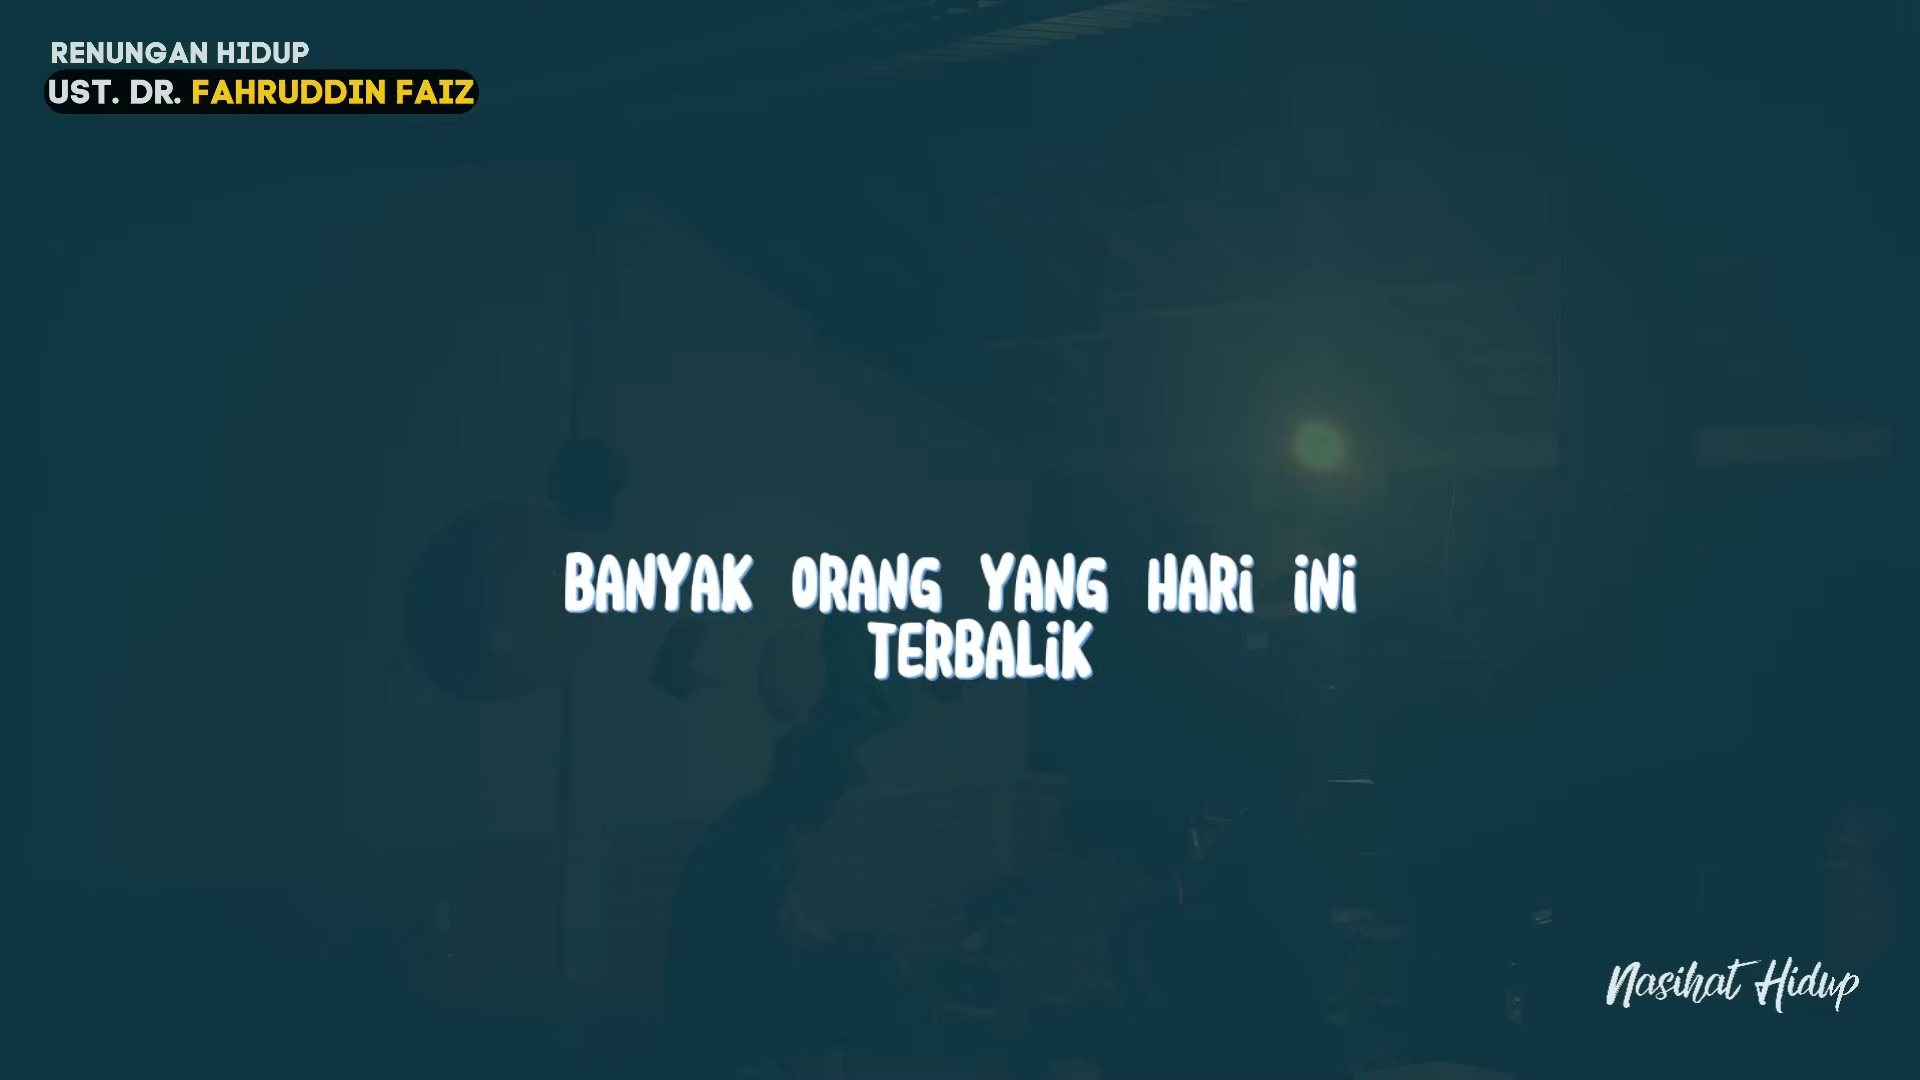 RENUNGAN HIDUP
UST. DR. FAHRUDDIN FAIZ
BANYAK ORANG YANG HARI INI
TERBALIK
Nasihat Hidup